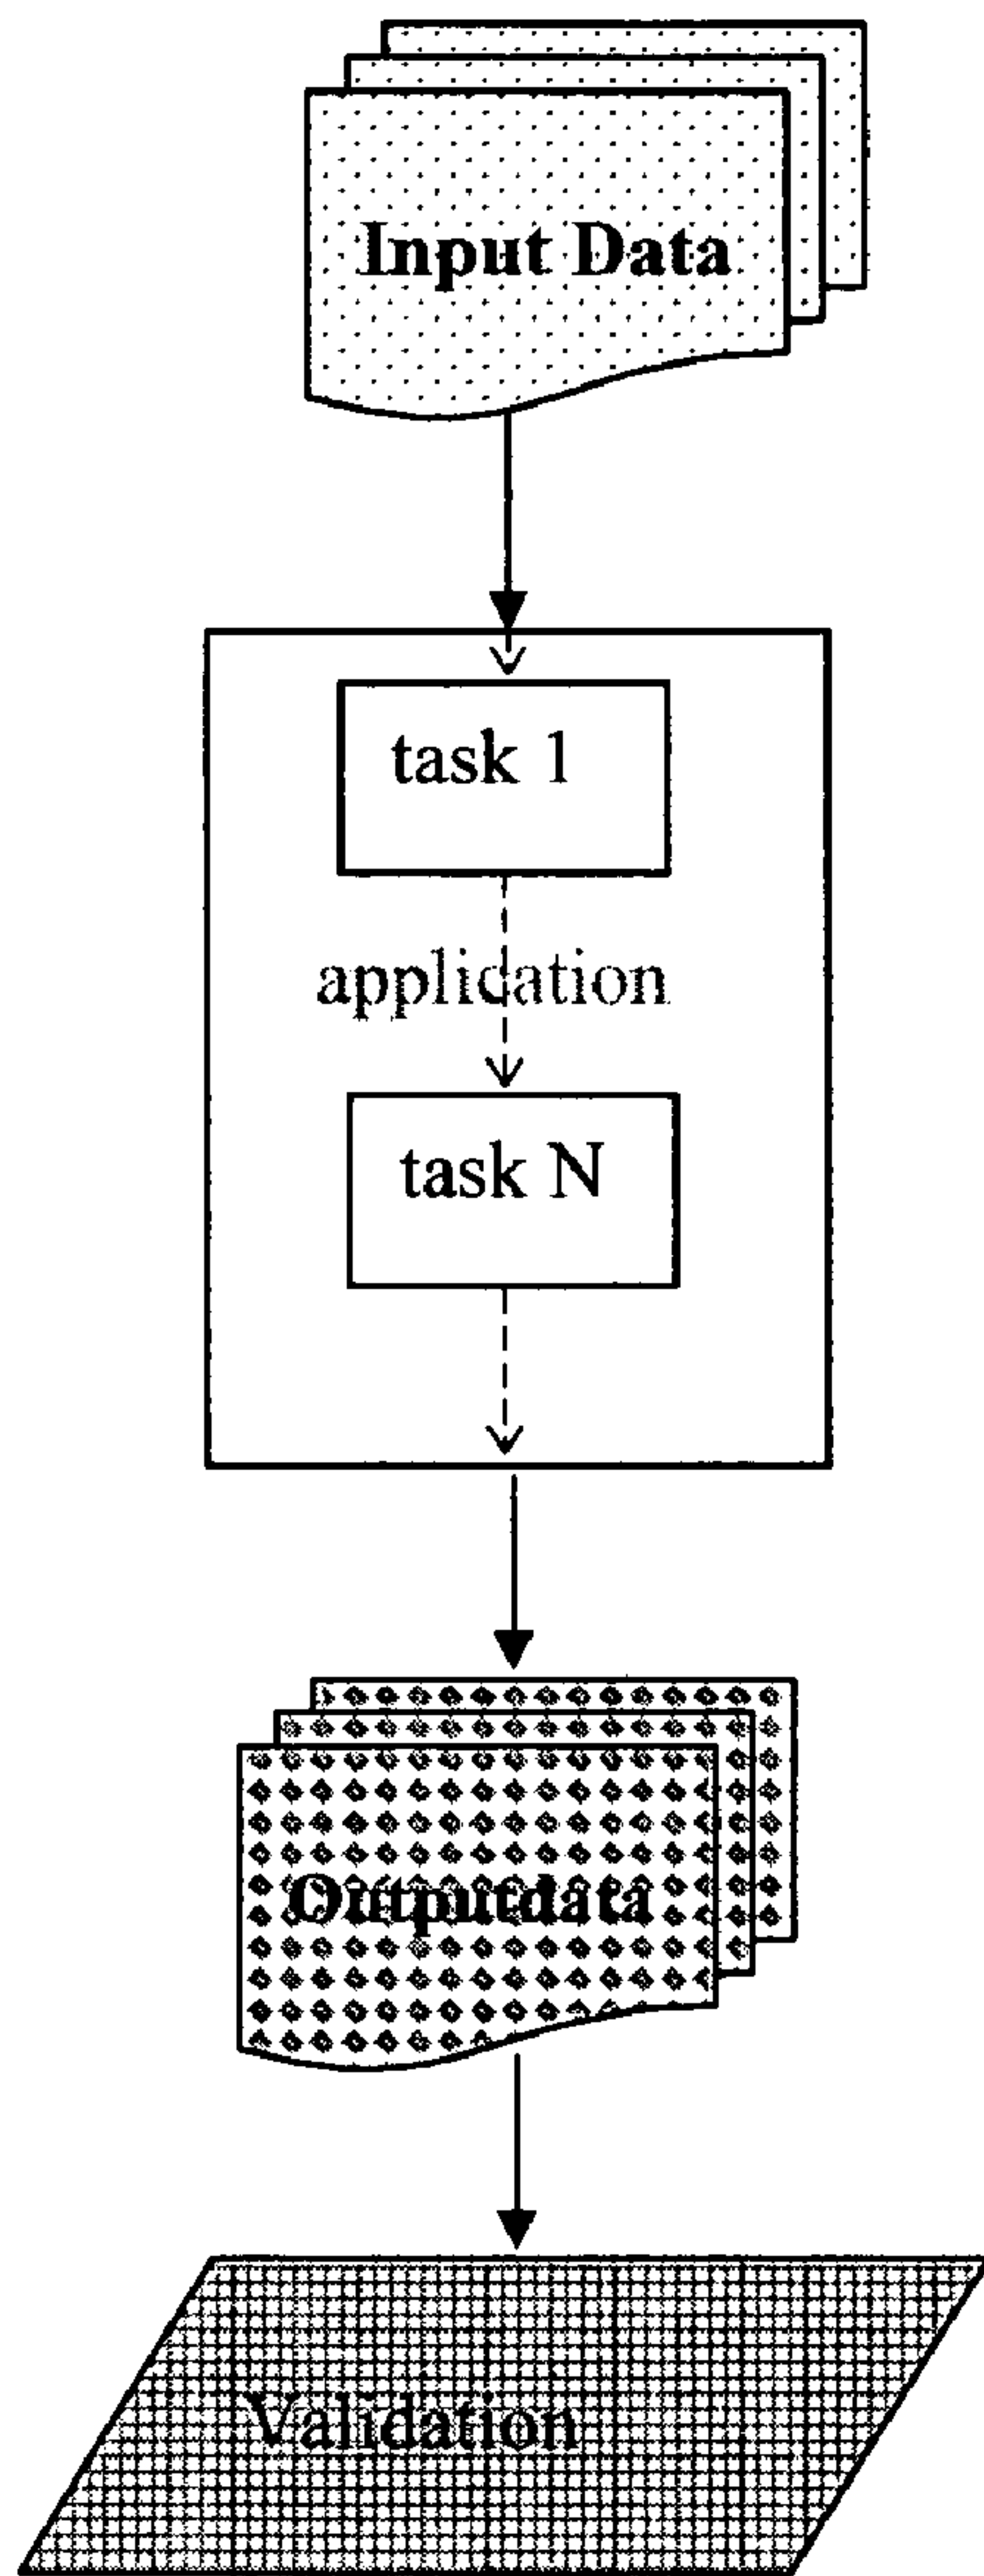 Input Data
task 1
application
task N
Outputdata
Validation